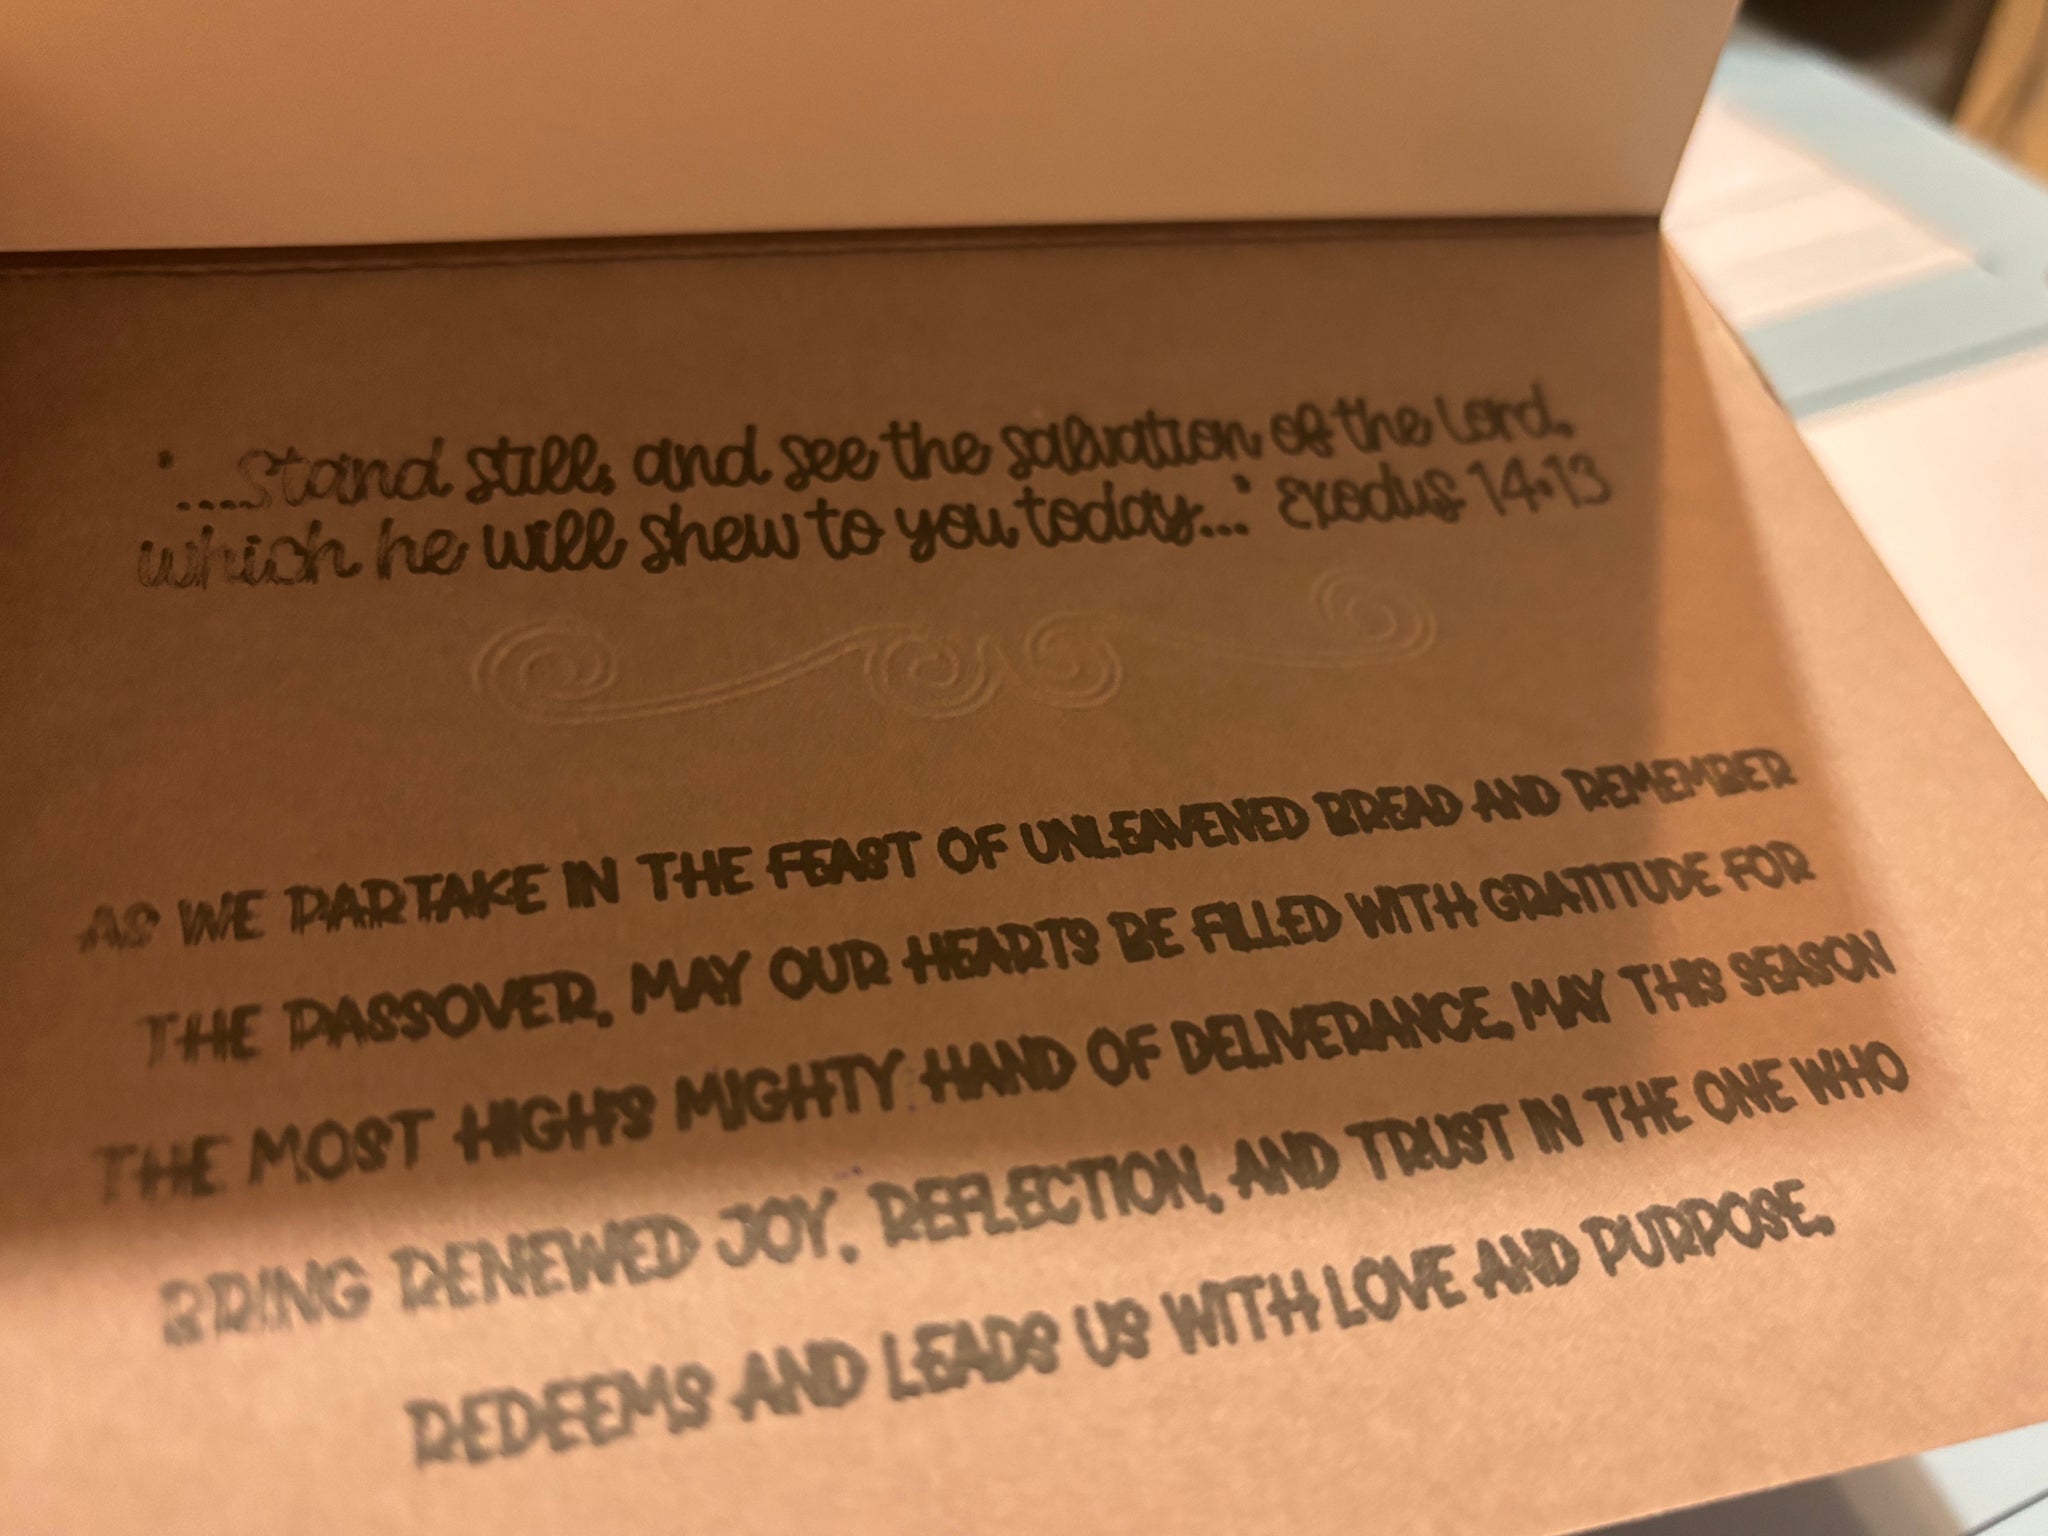 "....Stand still, and see the salvation of the Lord,
which he will shew to you today..." Exodus 14:13
AS WE PARTAKE IN THE FEAST OF UNLEAVENED BREAD AND REMEMBER
THE PASSOVER, MAY OUR HEARTS BE FILLED WITH GRATITUDE FOR
THE MOST HIGH'S MIGHTY HAND OF DELIVERANCE. MAY THIS SEASON
BRING RENEWED JOY, REFLECTION, AND TRUST IN THE ONE WHO
REDEEMS AND LEADS US WITH LOVE AND PURPOSE.